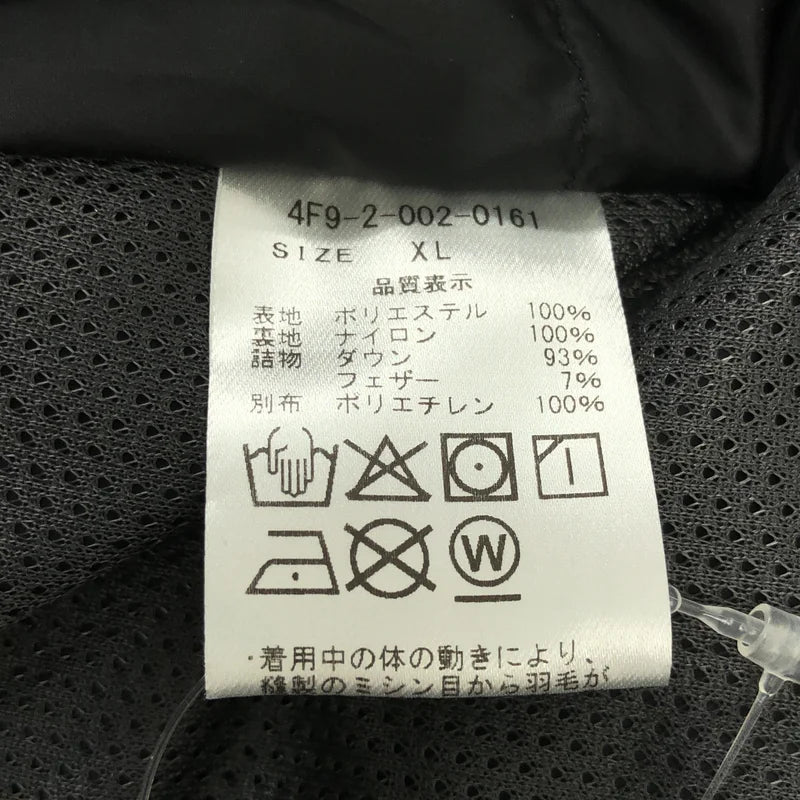 4F9-2-002-0161
SIZE XL
品質表示
表地 ポリエステル 100%
裏地 ナイロン 100%
詰物 ダウン 93%
フェザー 7%
別布 ポリエチレン 100%
W
・着用中の体の動きにより、
縫製のミシン目から羽毛が